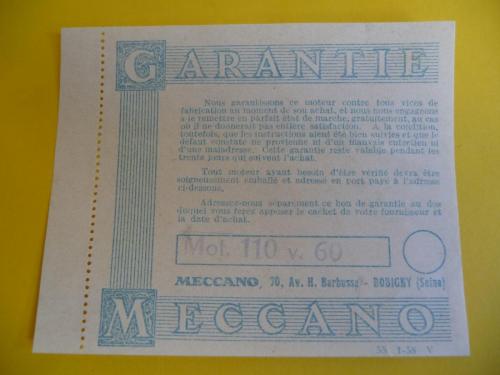 GARANTIE
Nous garantissons ce moteur contre tous vices de
fabrication au moment de son achat, et nous nous engageons
à le remettre en parfait état de marche, gratuitement, au cas
où il ne donnerait pas entière satisfaction. A la condition,
toutefois, que les instructions aient été bien suivies et que le
défaut constaté ne provienne ni d'un mauvais entretien ni
d'une maladresse. Cette garantie reste valable pendant les
trente jours qui suivent l'achat.
Tout moteur ayant besoin d'être vérifié devra être
soigneusement emballé et adressé en port payé à l'adresse
ci-dessous.
Adressez-nous séparément ce bon de garantie au dos
duquel vous ferez apposer le cachet de votre fournisseur et
la date d'achat.
Mot. 110 v. 60
MECCANO, 70, Av. H. Barbusse - BOBIGNY (Seine)
MECCANO
58 1-58 V